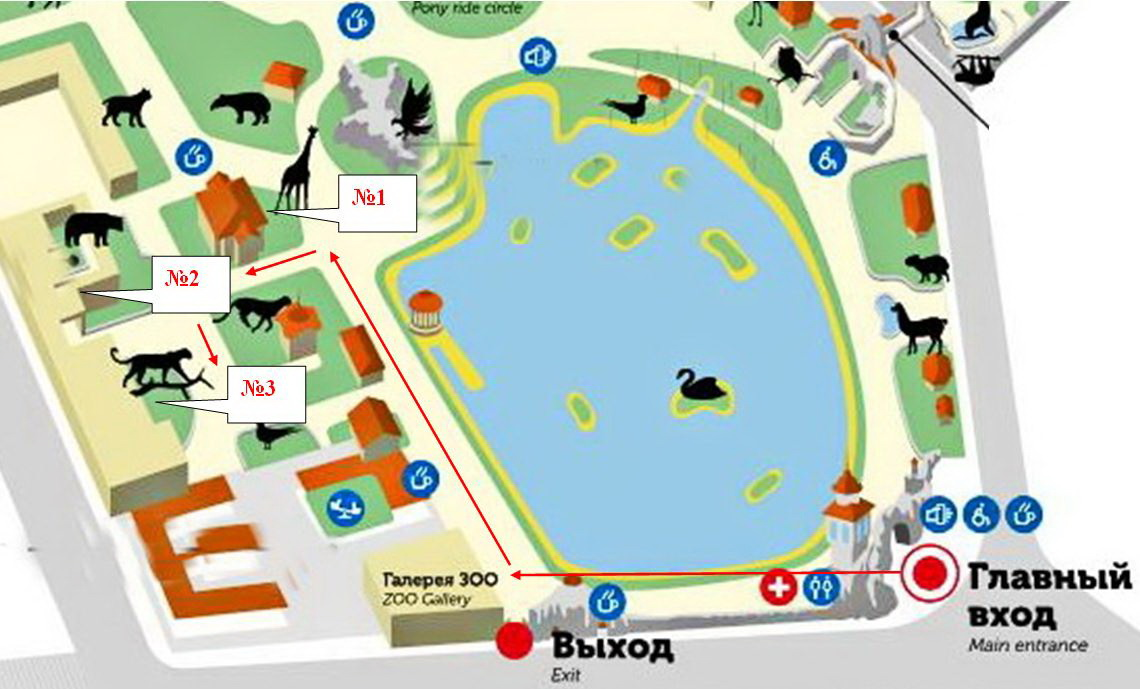 Pony ride circle
№1
№2
№3
Галерея ЗОО
ZOO Gallery
Главный
вход
Main entrance
Выход
Exit